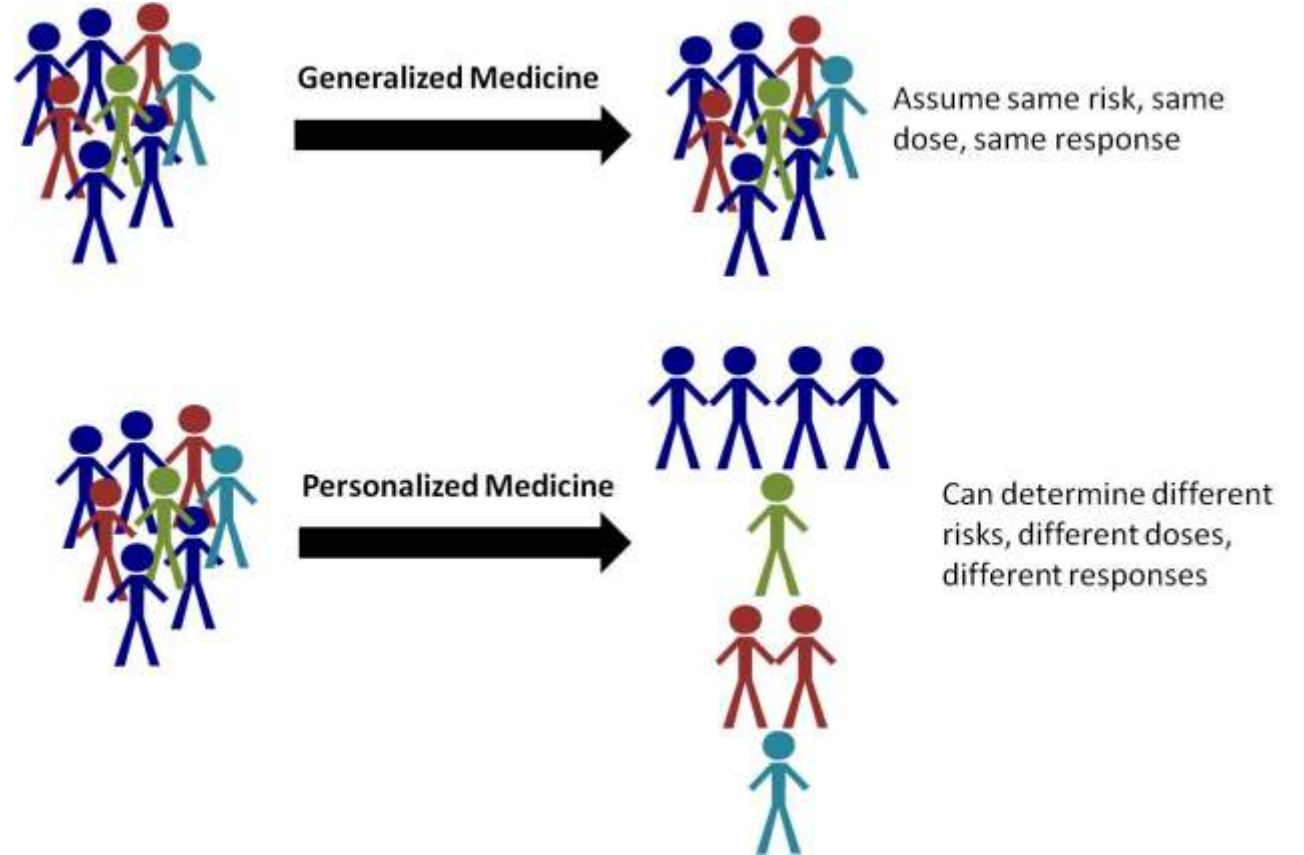 Generalized Medicine
Assume same risk, same
dose, same response
Personalized Medicine
Can determine different
risks, different doses,
different responses